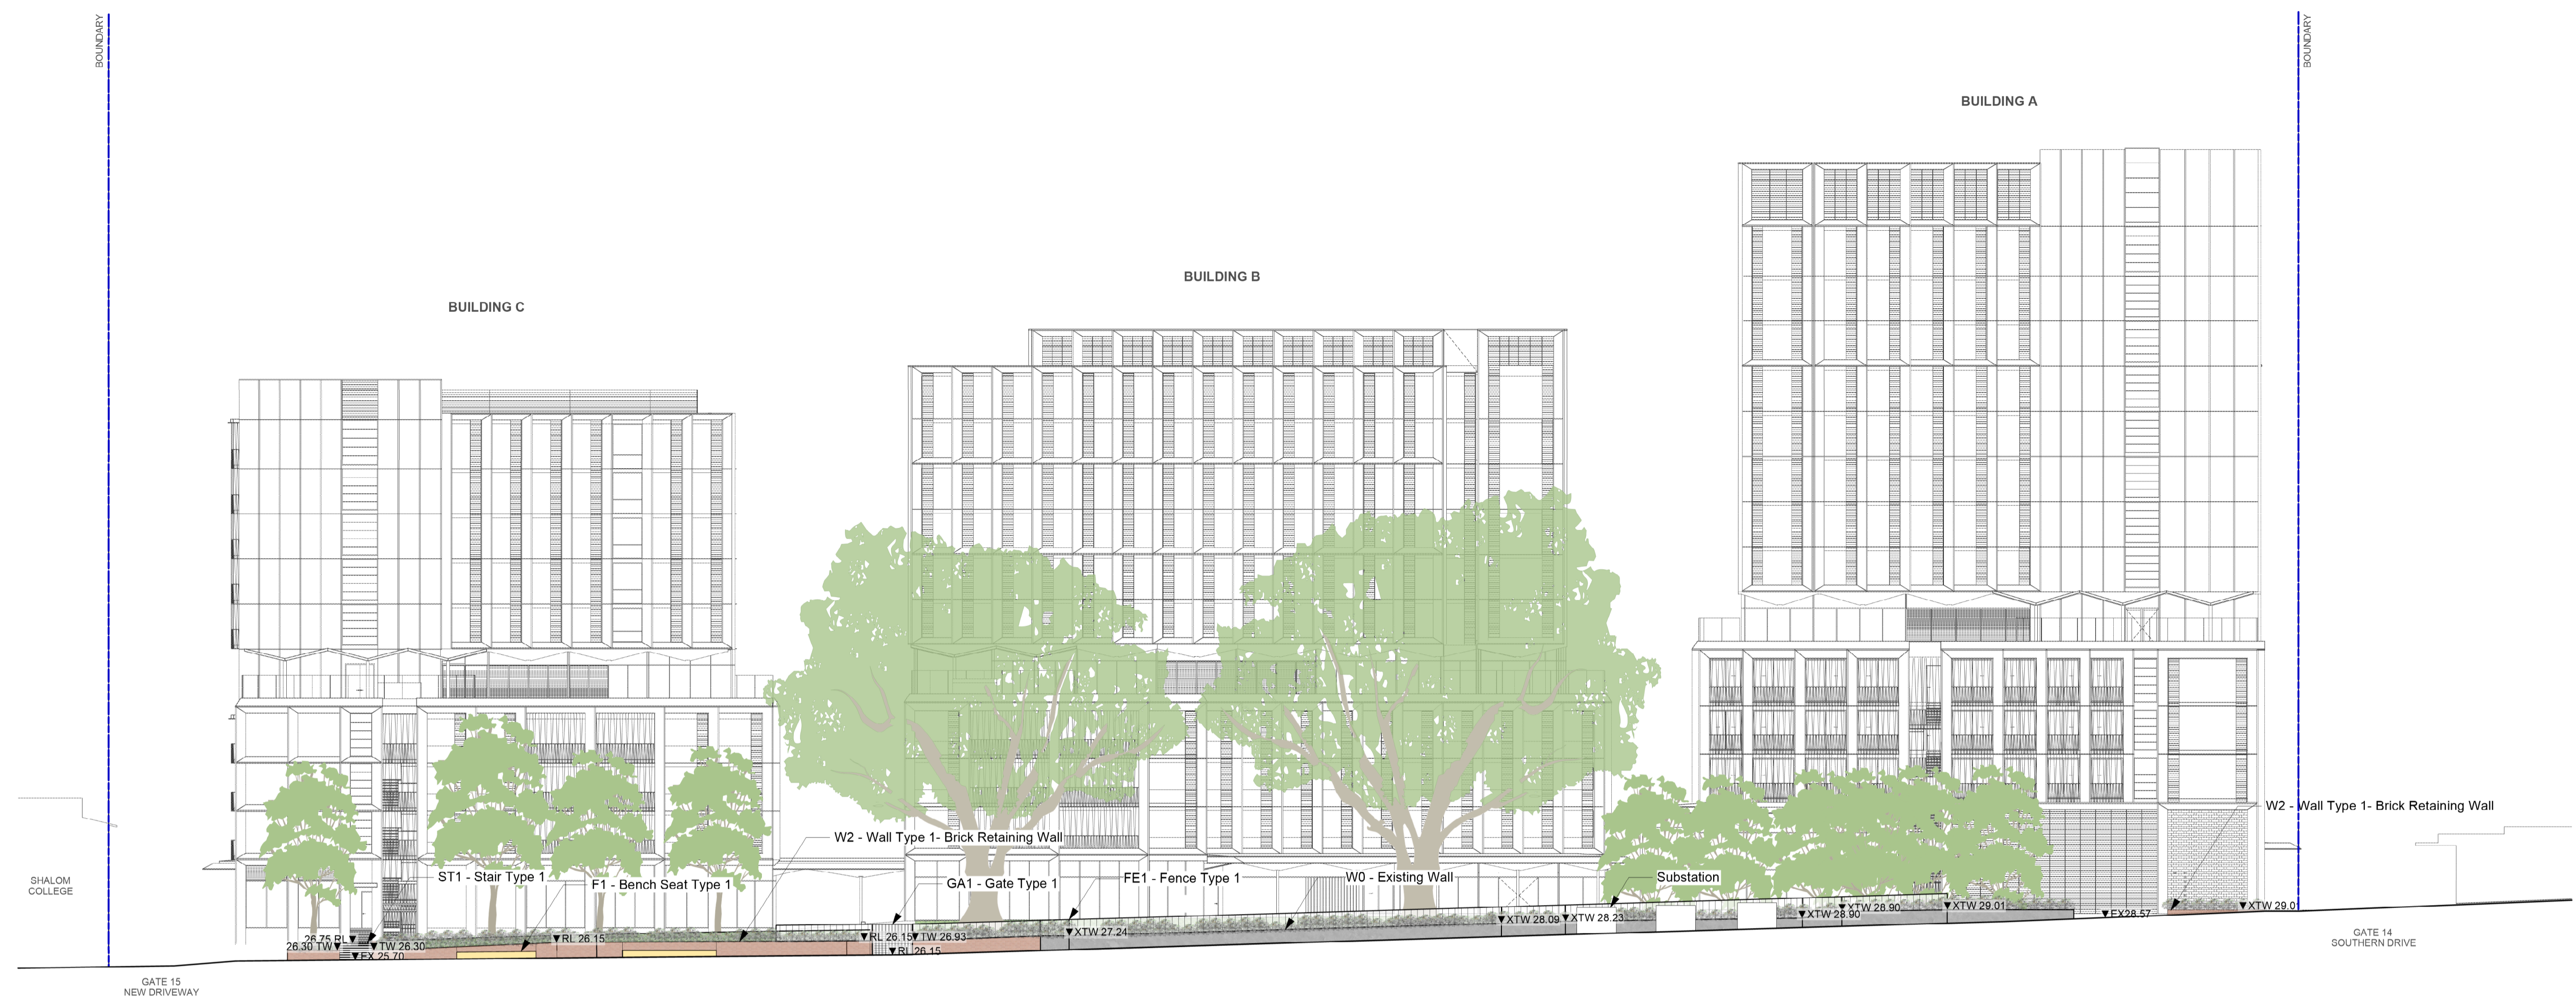 BOUNDARY
BOUNDARY
BUILDING A
BUILDING B
BUILDING C
W2 - Wall Type 1- Brick Retaining Wall
W2 - Wall Type 1- Brick Retaining Wall
ST1 - Stair Type 1
F1 - Bench Seat Type 1
GA1 - Gate Type 1
FE1 - Fence Type 1
W0 - Existing Wall
Substation
SHALOM
COLLEGE
26.75 RL
26.30 TW
TW 26.30
EX 25.70
RL 26.15
RL 26.15
TW 26.93
RL 26.15
XTW 27.24
XTW 28.09
XTW 28.23
XTW 28.90
XTW 28.90
XTW 29.01
EX28.57
XTW 29.0
GATE 14
SOUTHERN DRIVE
GATE 15
NEW DRIVEWAY